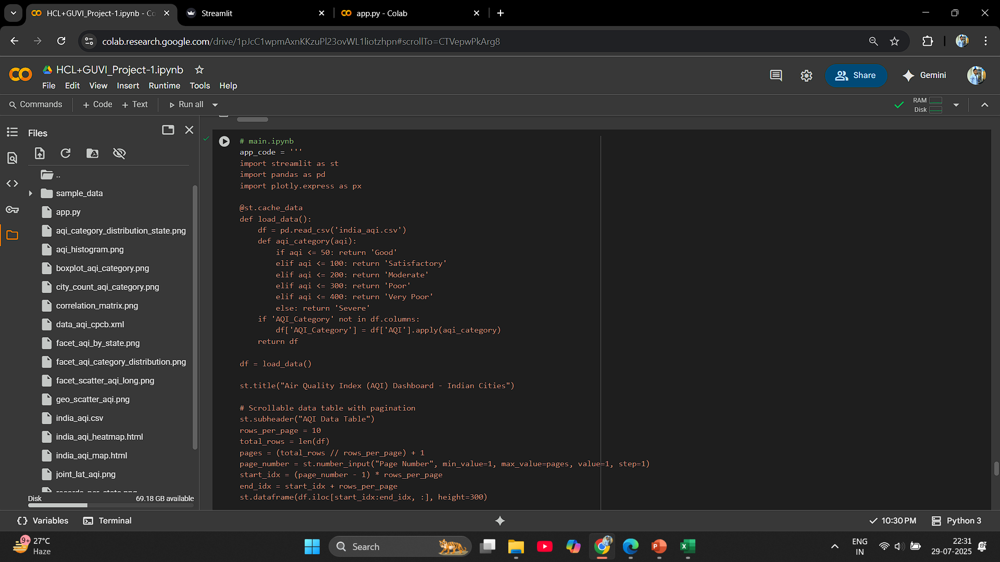 HCL+GUVI_Project-1.ipynb - Co
Streamlit
app.py - Colab
colab.research.google.com/drive/1pJcC1wpmAxnKKzuPl23ovWL1liotzhpn#scrollTo=CTVepwPkArg8
HCL+GUVI_Project-1.ipynb
File Edit View Insert Runtime Tools Help
Share
Gemini
Commands + Code + Text Run all
RAM
Disk
Files
..
sample_data
app.py
aqi_category_distribution_state.png
aqi_histogram.png
boxplot_aqi_category.png
city_count_aqi_category.png
correlation_matrix.png
data_aqi_cpcb.xml
facet_aqi_by_state.png
facet_aqi_category_distribution.png
facet_scatter_aqi_long.png
geo_scatter_aqi.png
india_aqi.csv
india_aqi_heatmap.html
india_aqi_map.html
joint_lat_aqi.png
Disk 69.18 GB available
# main.ipynb
app_code = '''
import streamlit as st
import pandas as pd
import plotly.express as px
@st.cache_data
def load_data():
df = pd.read_csv('india_aqi.csv')
def aqi_category(aqi):
if aqi <= 50: return 'Good'
elif aqi <= 100: return 'Satisfactory'
elif aqi <= 200: return 'Moderate'
elif aqi <= 300: return 'Poor'
elif aqi <= 400: return 'Very Poor'
else: return 'Severe'
if 'AQI_Category' not in df.columns:
df['AQI_Category'] = df['AQI'].apply(aqi_category)
return df
df = load_data()
st.title("Air Quality Index (AQI) Dashboard - Indian Cities")
# Scrollable data table with pagination
st.subheader("AQI Data Table")
rows_per_page = 10
total_rows = len(df)
pages = (total_rows // rows_per_page) + 1
page_number = st.number_input("Page Number", min_value=1, max_value=pages, value=1, step=1)
start_idx = (page_number - 1) * rows_per_page
end_idx = start_idx + rows_per_page
st.dataframe(df.iloc[start_idx:end_idx, :], height=300)
Variables
Terminal
10:30 PM
Python 3
9+
27°C
Haze
Search
ENG
IN
22:31
29-07-2025